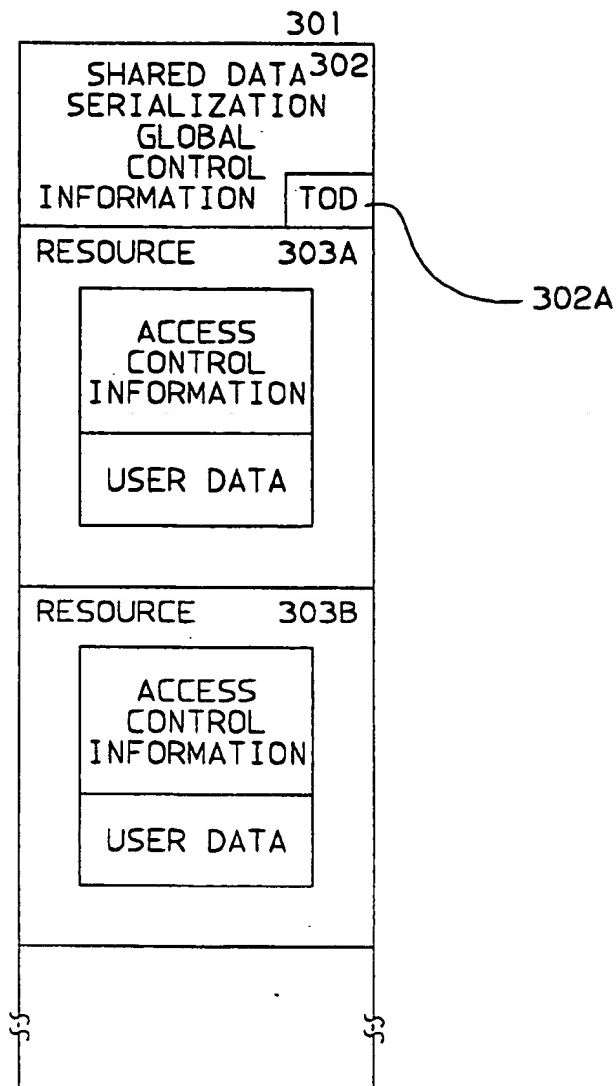 301
SHARED DATA 302
SERIALIZATION
GLOBAL
CONTROL
INFORMATION TOD
302A
RESOURCE 303A
ACCESS
CONTROL
INFORMATION
USER DATA
RESOURCE 303B
ACCESS
CONTROL
INFORMATION
USER DATA